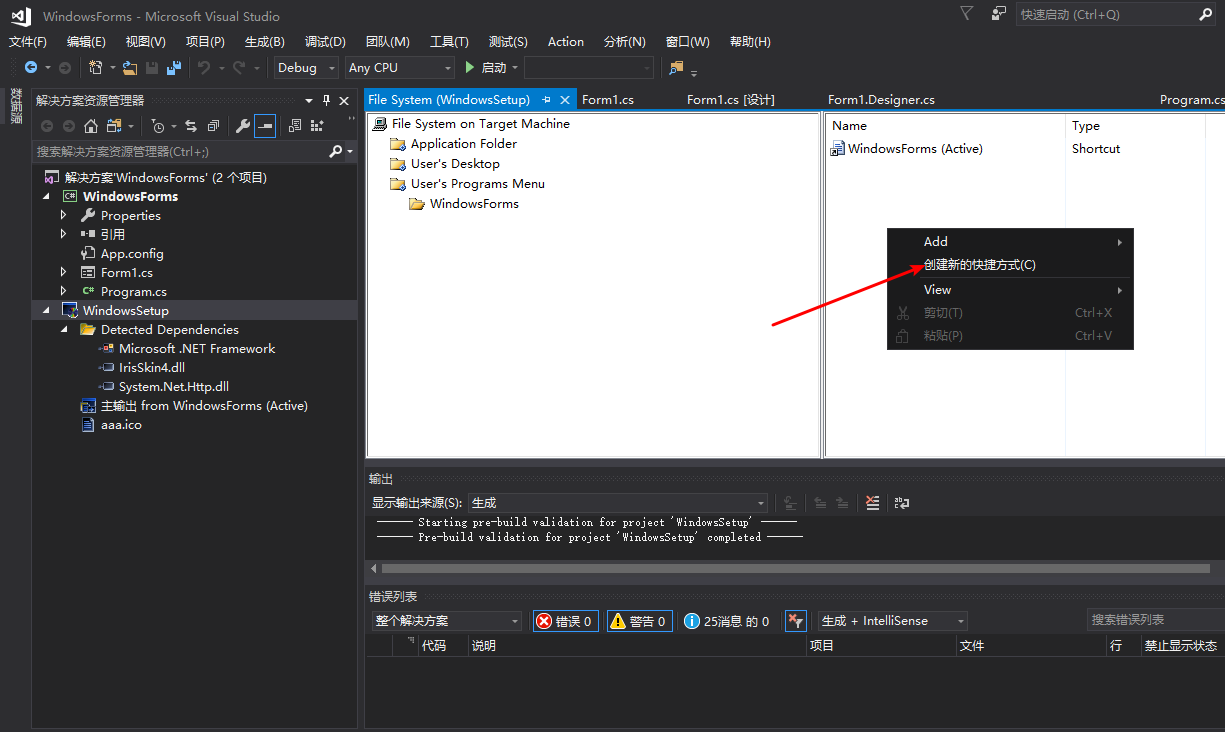 WindowsForms - Microsoft Visual Studio
快速启动 (Ctrl+Q)
文件(F) 编辑(E) 视图(V) 项目(P) 生成(B) 调试(D) 团队(M) 工具(T) 测试(S) Action 分析(N) 窗口(W) 帮助(H)
Debug Any CPU 启动
数据源
解决方案资源管理器
搜索解决方案资源管理器(Ctrl+;)
解决方案'WindowsForms' (2 个项目)
C# WindowsForms
Properties
引用
App.config
Form1.cs
C# Program.cs
WindowsSetup
Detected Dependencies
Microsoft .NET Framework
IrisSkin4.dll
System.Net.Http.dll
主输出 from WindowsForms (Active)
aaa.ico
File System (WindowsSetup) Form1.cs Form1.cs [设计] Form1.Designer.cs Program.cs
File System on Target Machine
Application Folder
User's Desktop
User's Programs Menu
WindowsForms
Name Type
WindowsForms (Active) Shortcut
Add
创建新的快捷方式(C)
View
剪切(T) Ctrl+X
粘贴(P) Ctrl+V
输出
显示输出来源(S): 生成
------ Starting pre-build validation for project 'WindowsSetup' ------
------ Pre-build validation for project 'WindowsSetup' completed ------
错误列表
整个解决方案 错误 0 警告 0 25消息 的 0 生成 + IntelliSense 搜索错误列表
代码 说明 项目 文件 行 禁止显示状态